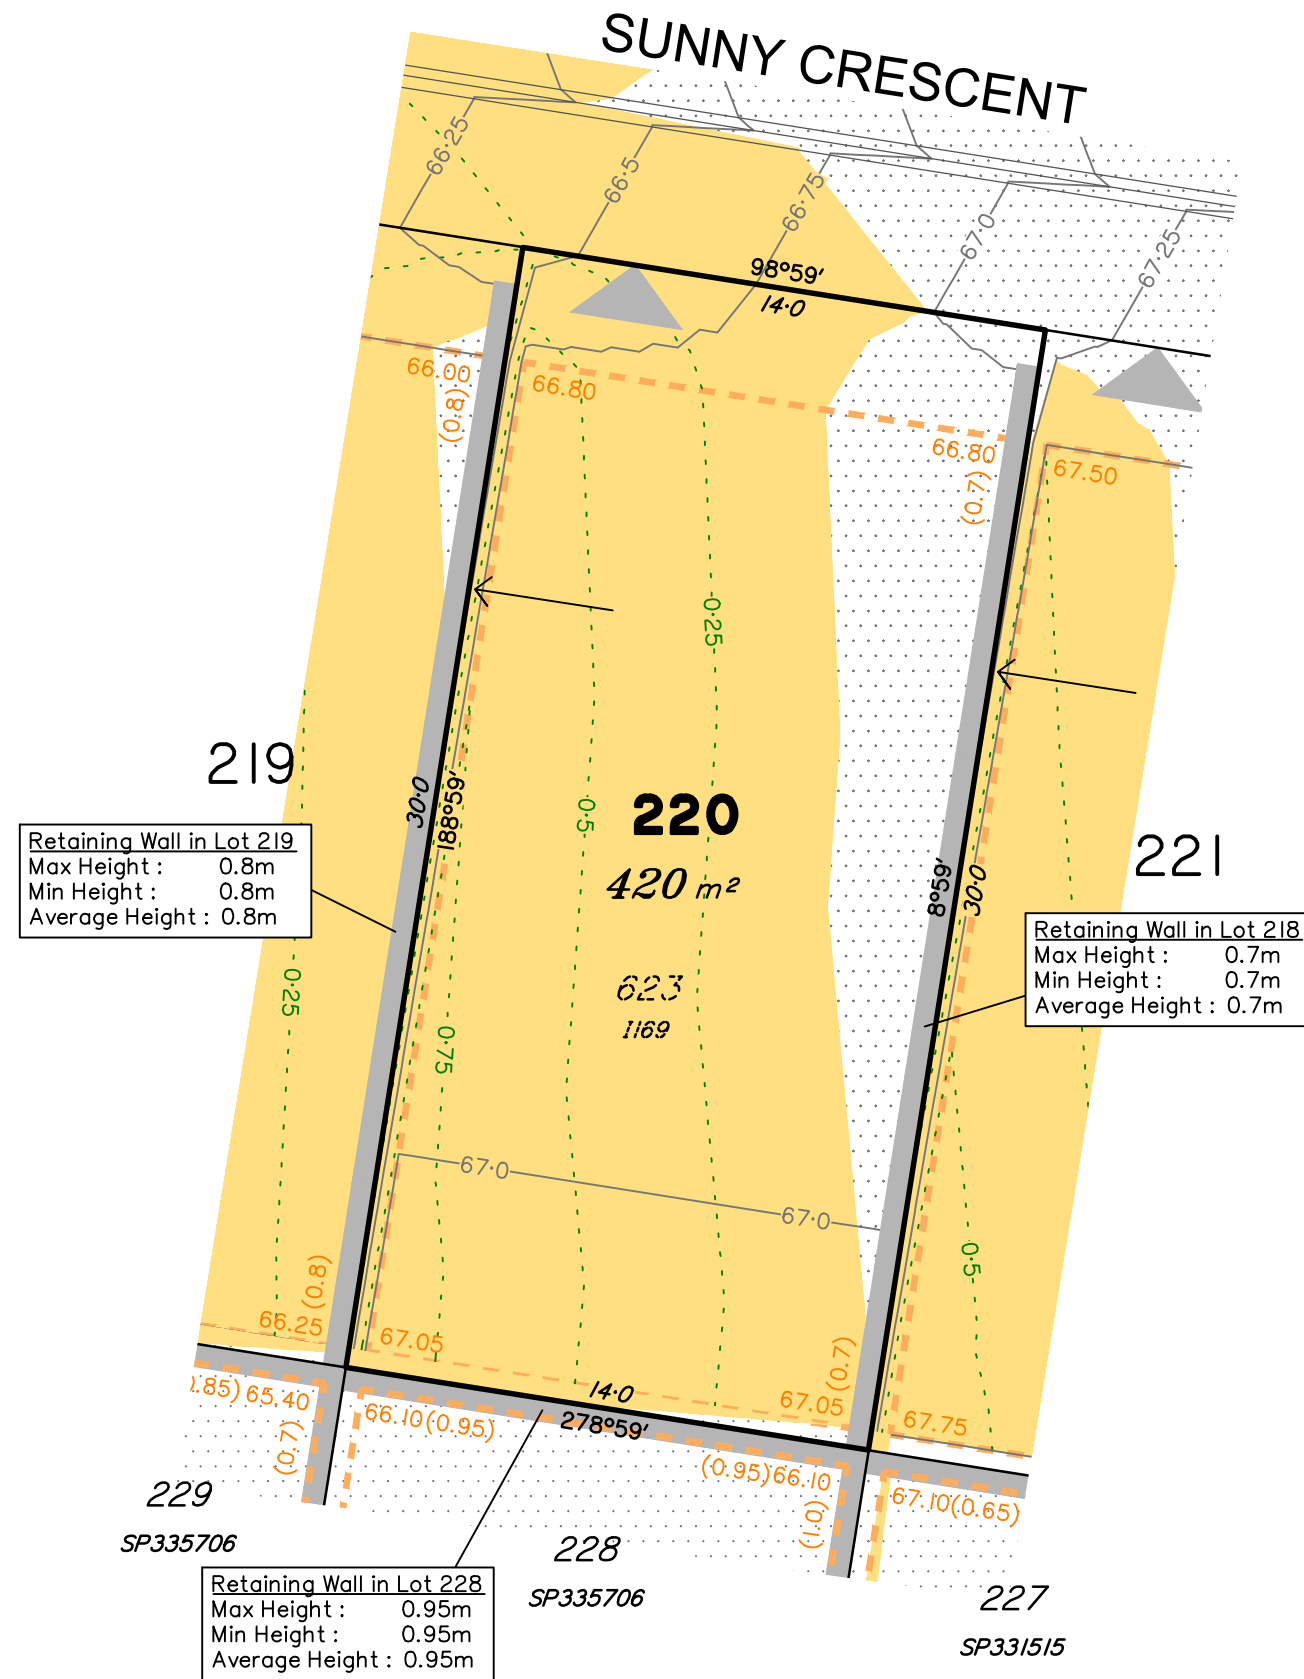 SUNNY CRESCENT
66·25
66·5
66·75
67·0
67·25
98°59'
14·0
66.00
(0.8)
66.80
66.80
(0.7)
67.50
0·25
219
30·0
188°59'
0·5
220
420 m²
221
Retaining Wall in Lot 219
Max Height : 0.8m
Min Height : 0.8m
Average Height : 0.8m
8°59'
30·0
Retaining Wall in Lot 218
Max Height : 0.7m
Min Height : 0.7m
Average Height : 0.7m
0·25
623
1169
0·75
67·0
67·0
0·5
(0.8)
66.25
67.05
(0.7)
67.05
67.75
14·0
278°59'
).85) 65.40
(0.7)
66.10(0.95)
(0.95)66.10
(1.0)
67.10(0.65)
229
SP335706
228
SP335706
227
SP331515
Retaining Wall in Lot 228
Max Height : 0.95m
Min Height : 0.95m
Average Height : 0.95m